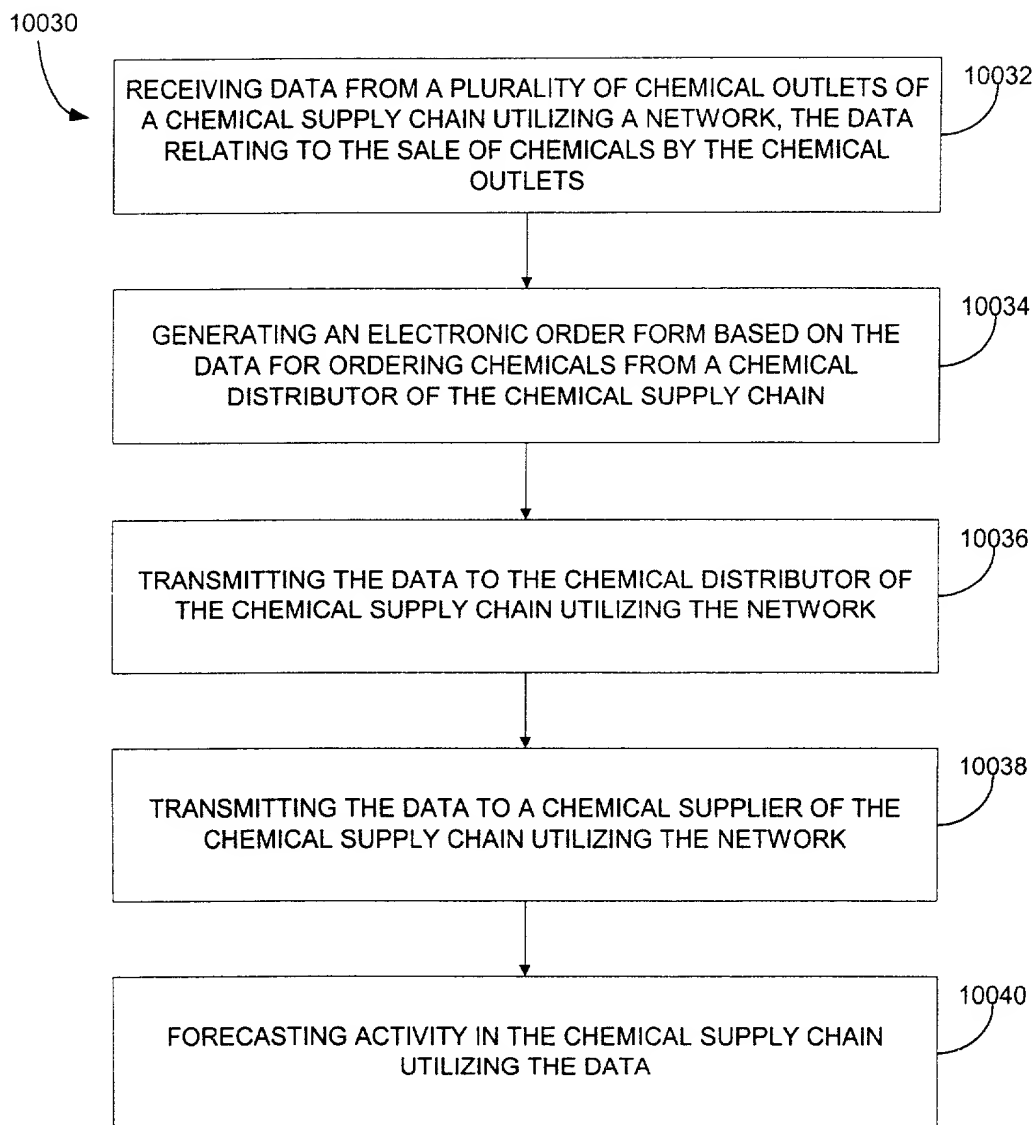 10030
10032
RECEIVING DATA FROM A PLURALITY OF CHEMICAL OUTLETS OF
A CHEMICAL SUPPLY CHAIN UTILIZING A NETWORK, THE DATA
RELATING TO THE SALE OF CHEMICALS BY THE CHEMICAL
OUTLETS
10034
GENERATING AN ELECTRONIC ORDER FORM BASED ON THE
DATA FOR ORDERING CHEMICALS FROM A CHEMICAL
DISTRIBUTOR OF THE CHEMICAL SUPPLY CHAIN
10036
TRANSMITTING THE DATA TO THE CHEMICAL DISTRIBUTOR OF
THE CHEMICAL SUPPLY CHAIN UTILIZING THE NETWORK
10038
TRANSMITTING THE DATA TO A CHEMICAL SUPPLIER OF THE
CHEMICAL SUPPLY CHAIN UTILIZING THE NETWORK
10040
FORECASTING ACTIVITY IN THE CHEMICAL SUPPLY CHAIN
UTILIZING THE DATA